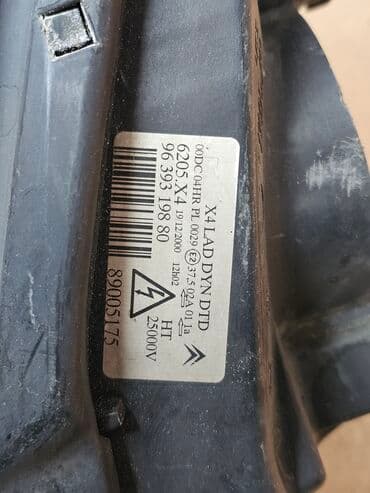 X4 LAD DYN DTD
00DC 04HR PL 0029 E2 37,5 02A 01 1a
6205.X4 19/12/2000 12h02
96 393 198 80
HT
25000V
89005175